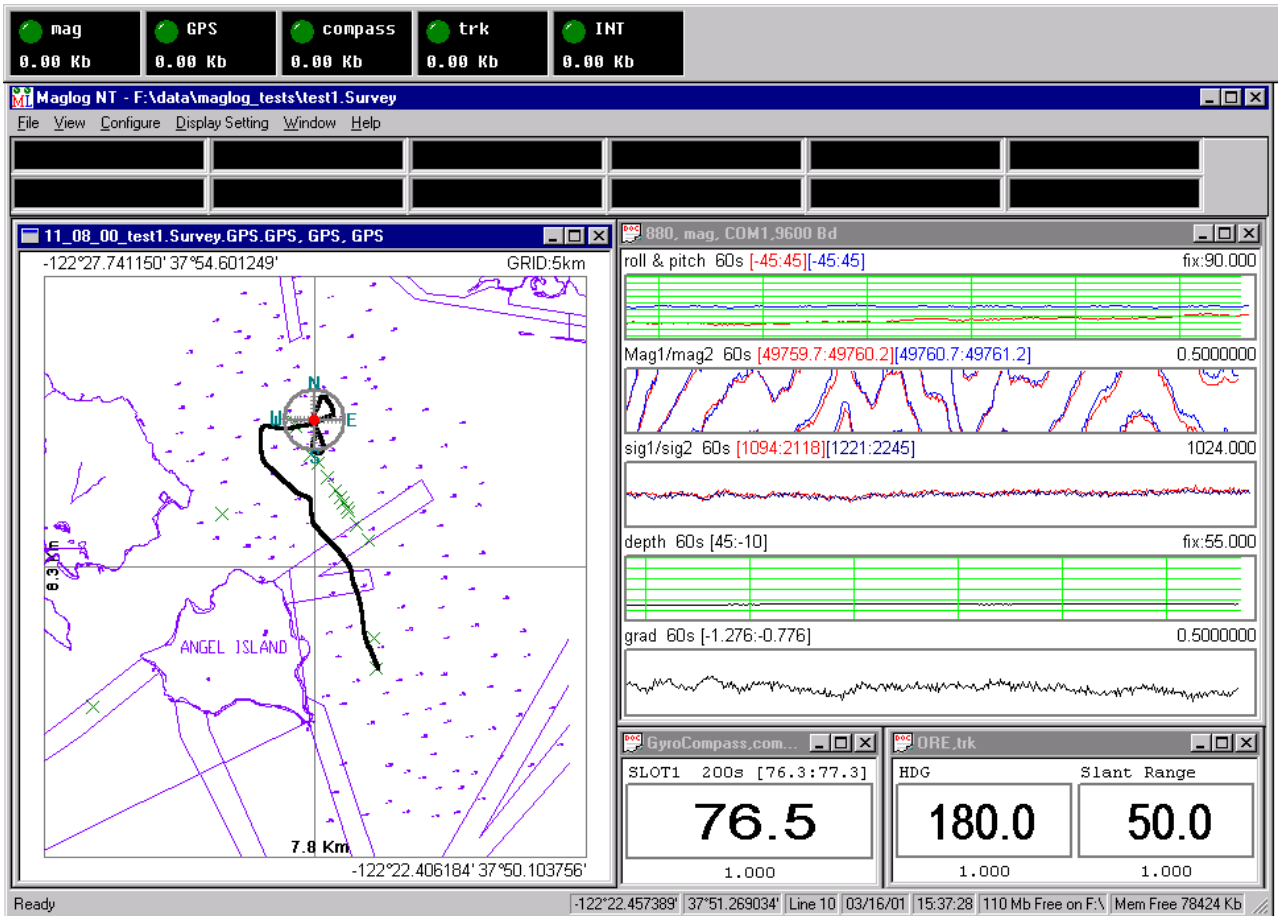 mag GPS compass trk INT
0.00 Kb 0.00 Kb 0.00 Kb 0.00 Kb 0.00 Kb
Maglog NT - F:\data\maglog_tests\test1.Survey
File View Configure Display Setting Window Help
11_08_00_test1.Survey.GPS.GPS, GPS, GPS
-122°27.741150' 37°54.601249' GRID:5km
N
W E
S
8.3 Km
ANGEL ISLAND
7.8 Km
-122°22.406184' 37°50.103756'
880, mag, COM1,9600 Bd
roll & pitch 60s [-45:45][-45:45] fix:90.000
Mag1/mag2 60s [49759.7:49760.2][49760.7:49761.2] 0.5000000
sig1/sig2 60s [1094:2118][1221:2245] 1024.000
depth 60s [45:-10] fix:55.000
grad 60s [-1.276:-0.776] 0.5000000
GyroCompass,com...
SLOT1 200s [76.3:77.3]
76.5
1.000
ORE,trk
HDG Slant Range
180.0 50.0
1.000 1.000
Ready -122°22.457389' 37°51.269034' Line 10 03/16/01 15:37:28 110 Mb Free on F:\ Mem Free 78424 Kb